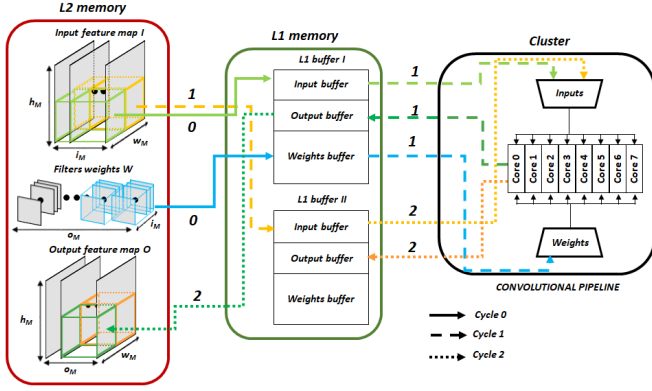 L2 memory
Input feature map I
h_M
i_M
w_M
Filters weights W
o_M
i_M
Output feature map O
h_M
o_M
w_M
1
0
0
2
L1 memory
L1 buffer I
Input buffer
Output buffer
Weights buffer
L1 buffer II
Input buffer
Output buffer
Weights buffer
1
1
1
2
2
Cluster
Inputs
Core 0
Core 1
Core 2
Core 3
Core 4
Core 5
Core 6
Core 7
Weights
CONVOLUTIONAL PIPELINE
Cycle 0
Cycle 1
Cycle 2